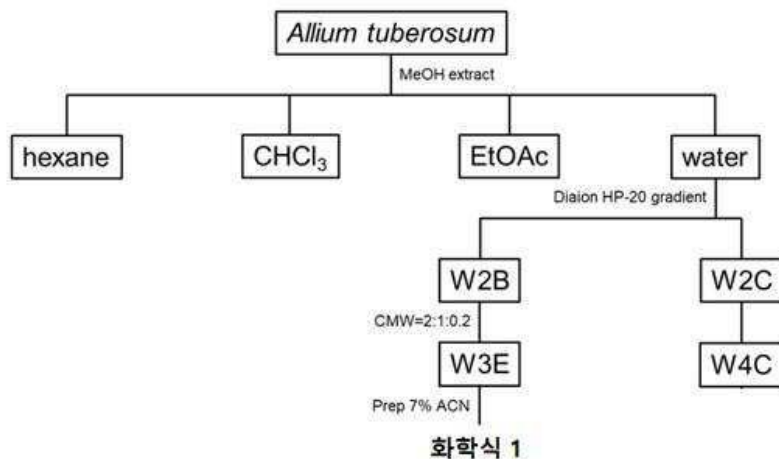 Allium tuberosum
MeOH extract
hexane
CHCl₃
EtOAc
water
Diaion HP-20 gradient
W2B
W2C
CMW=2:1:0.2
W3E
W4C
Prep 7% ACN
화학식 1